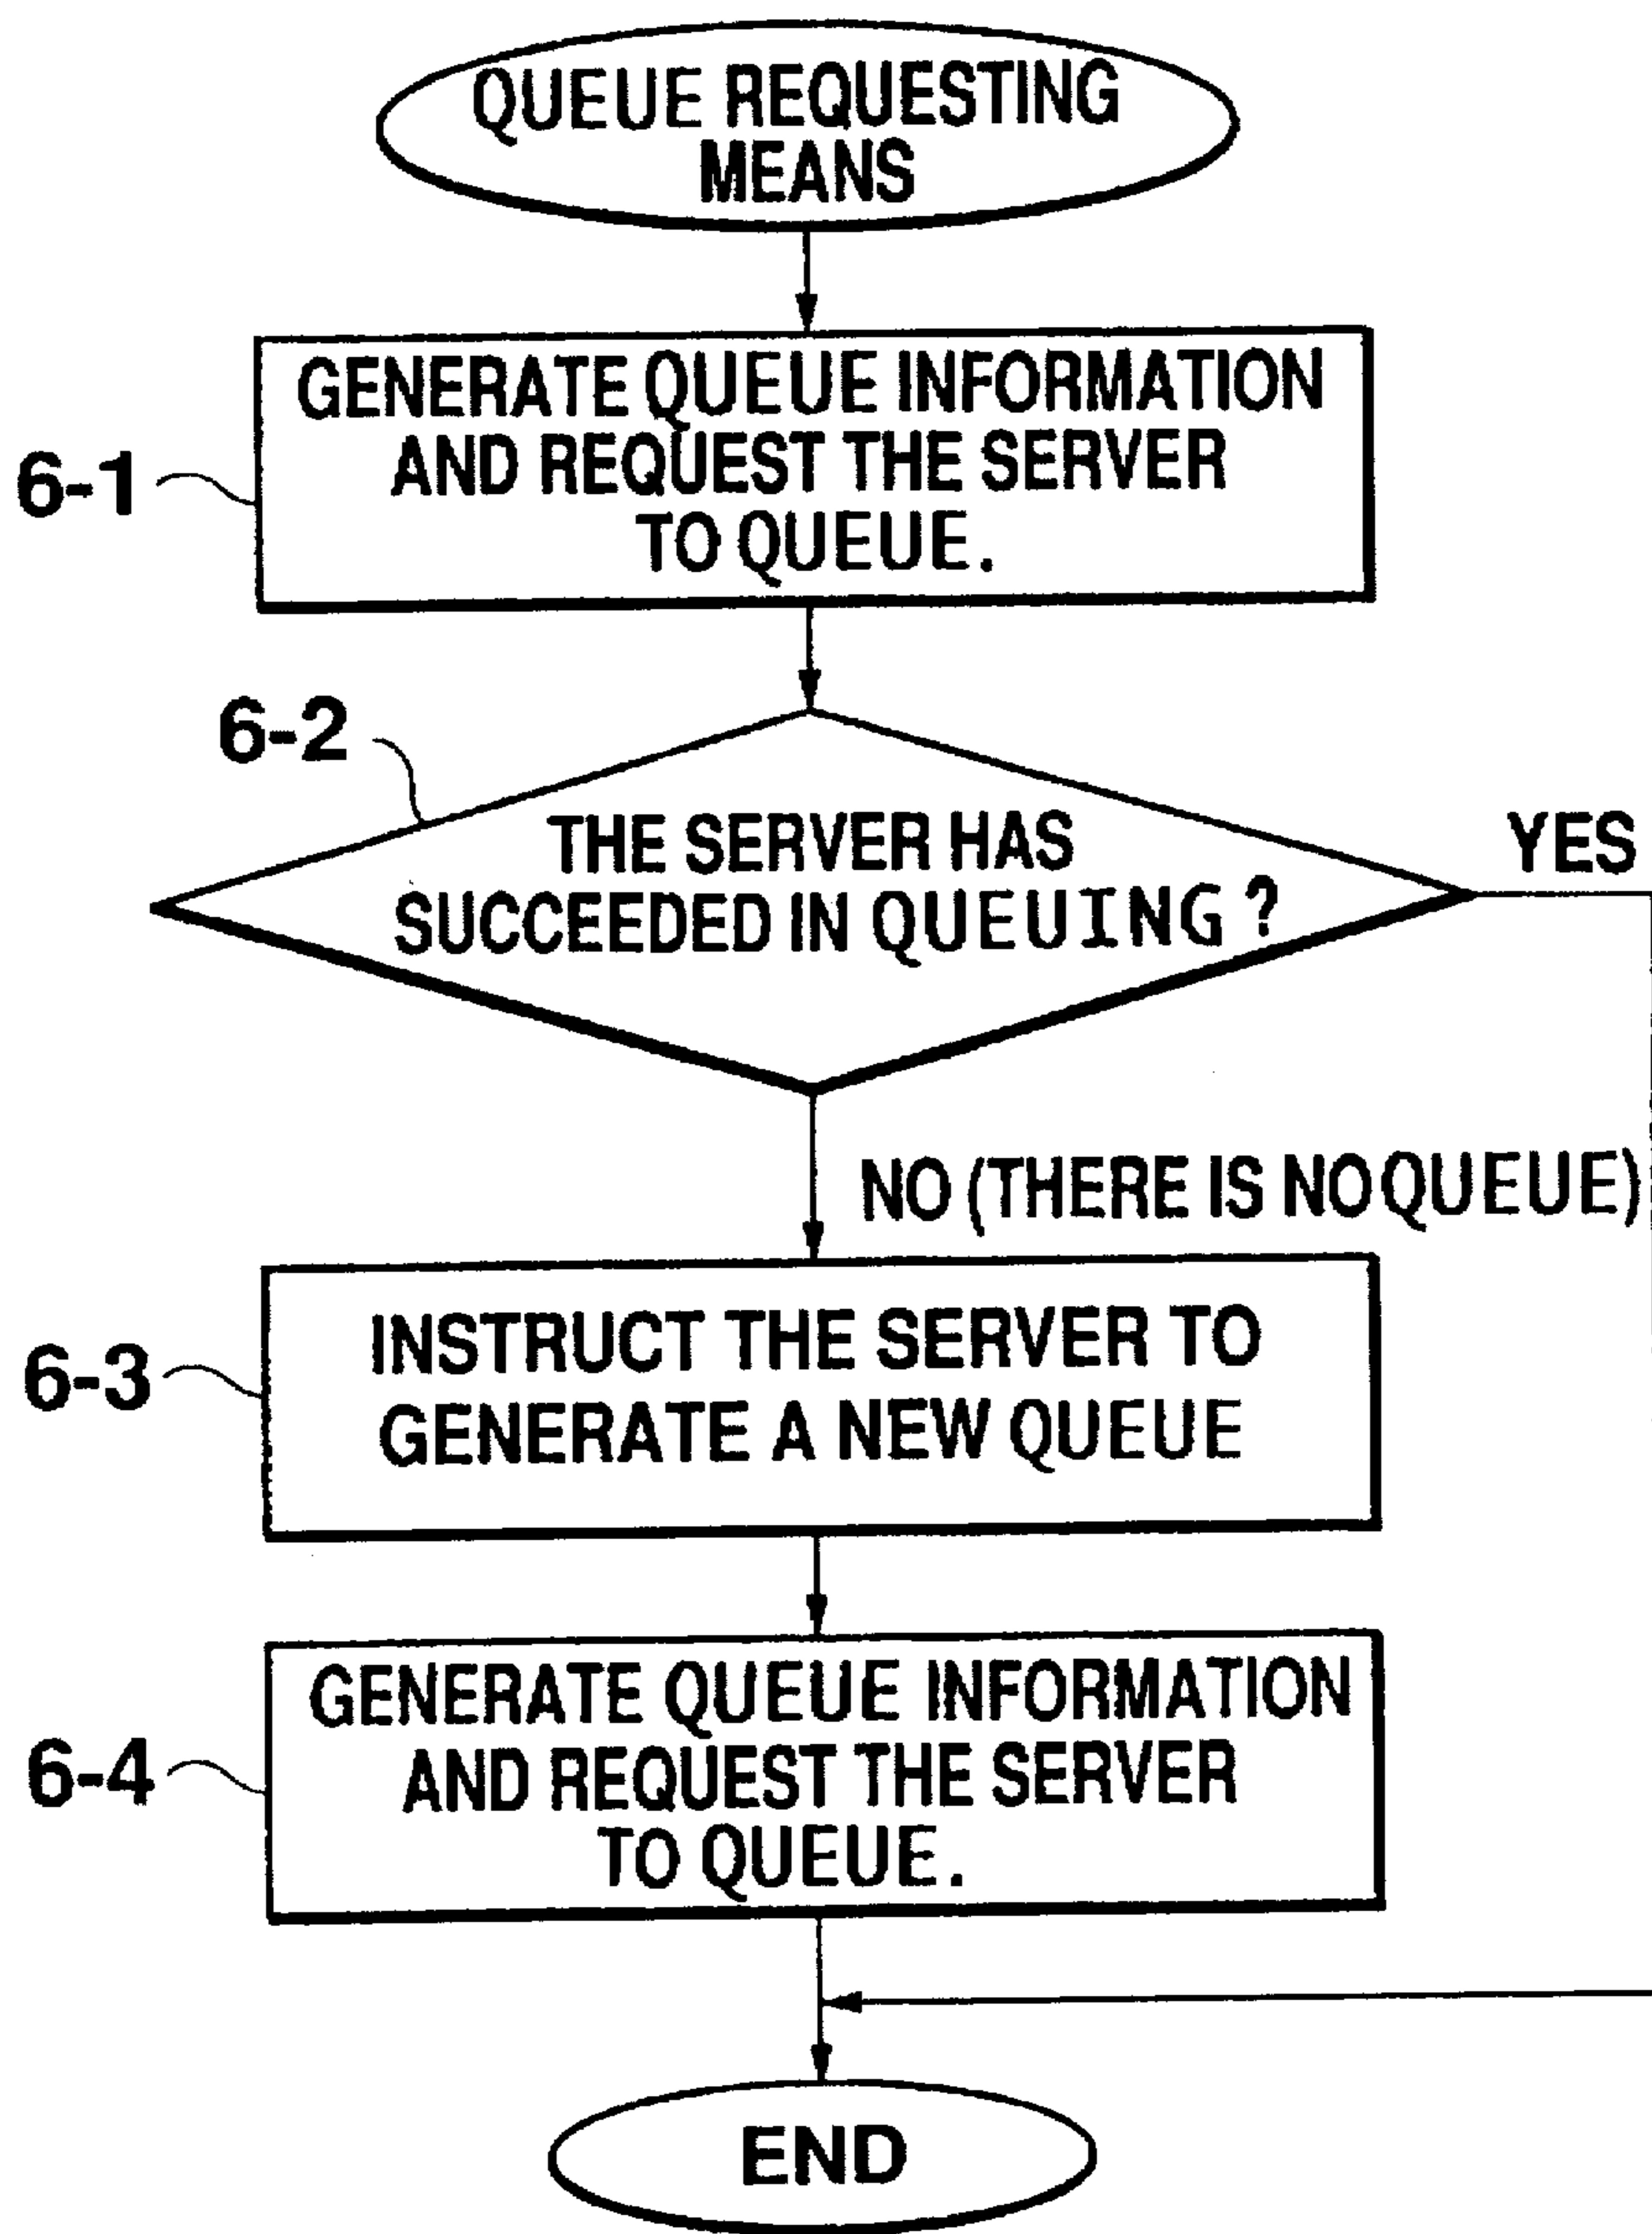 QUEUE REQUESTING
MEANS
6-1
GENERATE QUEUE INFORMATION
AND REQUEST THE SERVER
TO QUEUE.
6-2
THE SERVER HAS
SUCCEEDED IN QUEUING?
YES
NO (THERE IS NO QUEUE)
6-3
INSTRUCT THE SERVER TO
GENERATE A NEW QUEUE
6-4
GENERATE QUEUE INFORMATION
AND REQUEST THE SERVER
TO QUEUE.
END